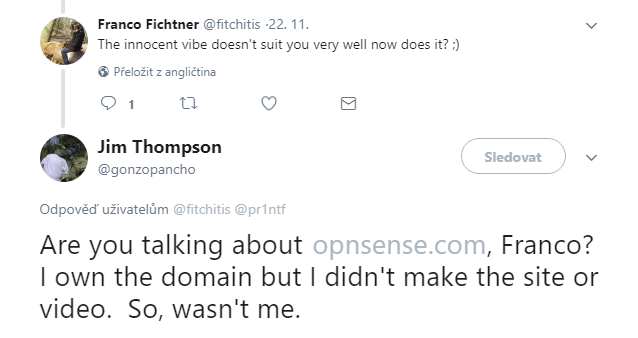 Franco Fichtner @fitchitis ·22. 11.
The innocent vibe doesn't suit you very well now does it? ;)
Přeložit z angličtina
1
Jim Thompson
@gonzopancho
Sledovat
Odpověď uživatelům @fitchitis @pr1ntf
Are you talking about opnsense.com, Franco?
I own the domain but I didn't make the site or
video.  So, wasn't me.